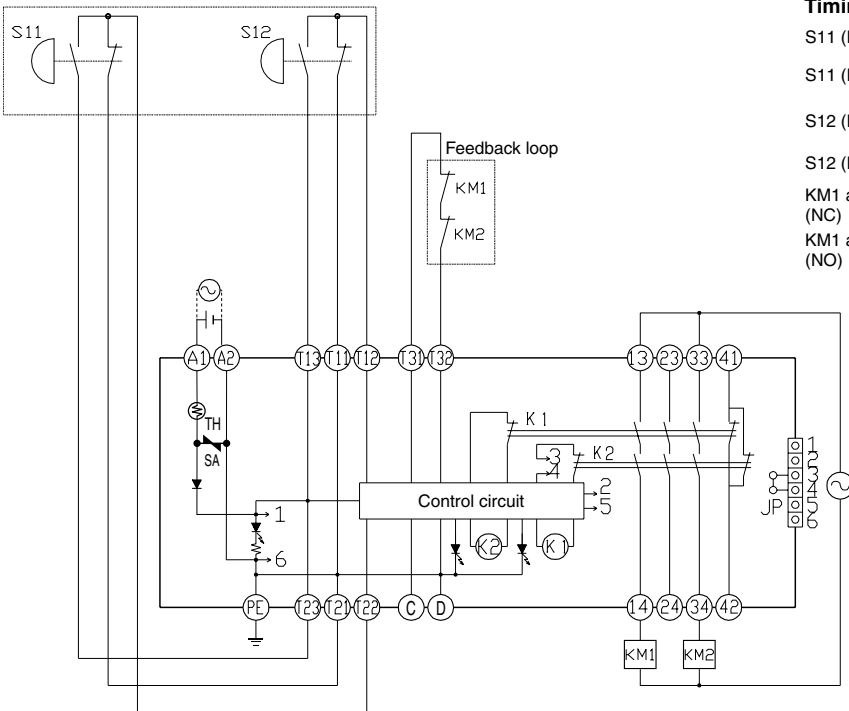 Timin
S11
S12
S11 (
S11 (
S12 (
S12 (
KM1 a
(NC)
KM1 a
(NO)
Feedback loop
KM1
KM2
A1 A2 T13 T11 T12 T31 T32 13 23 33 41
TH
SA
K1
K2
3
4
Control circuit
2
5
1
6
K2 K1
JP
1
2
3
4
5
6
PE T23 T21 T22 C D 14 24 34 42
KM1 KM2